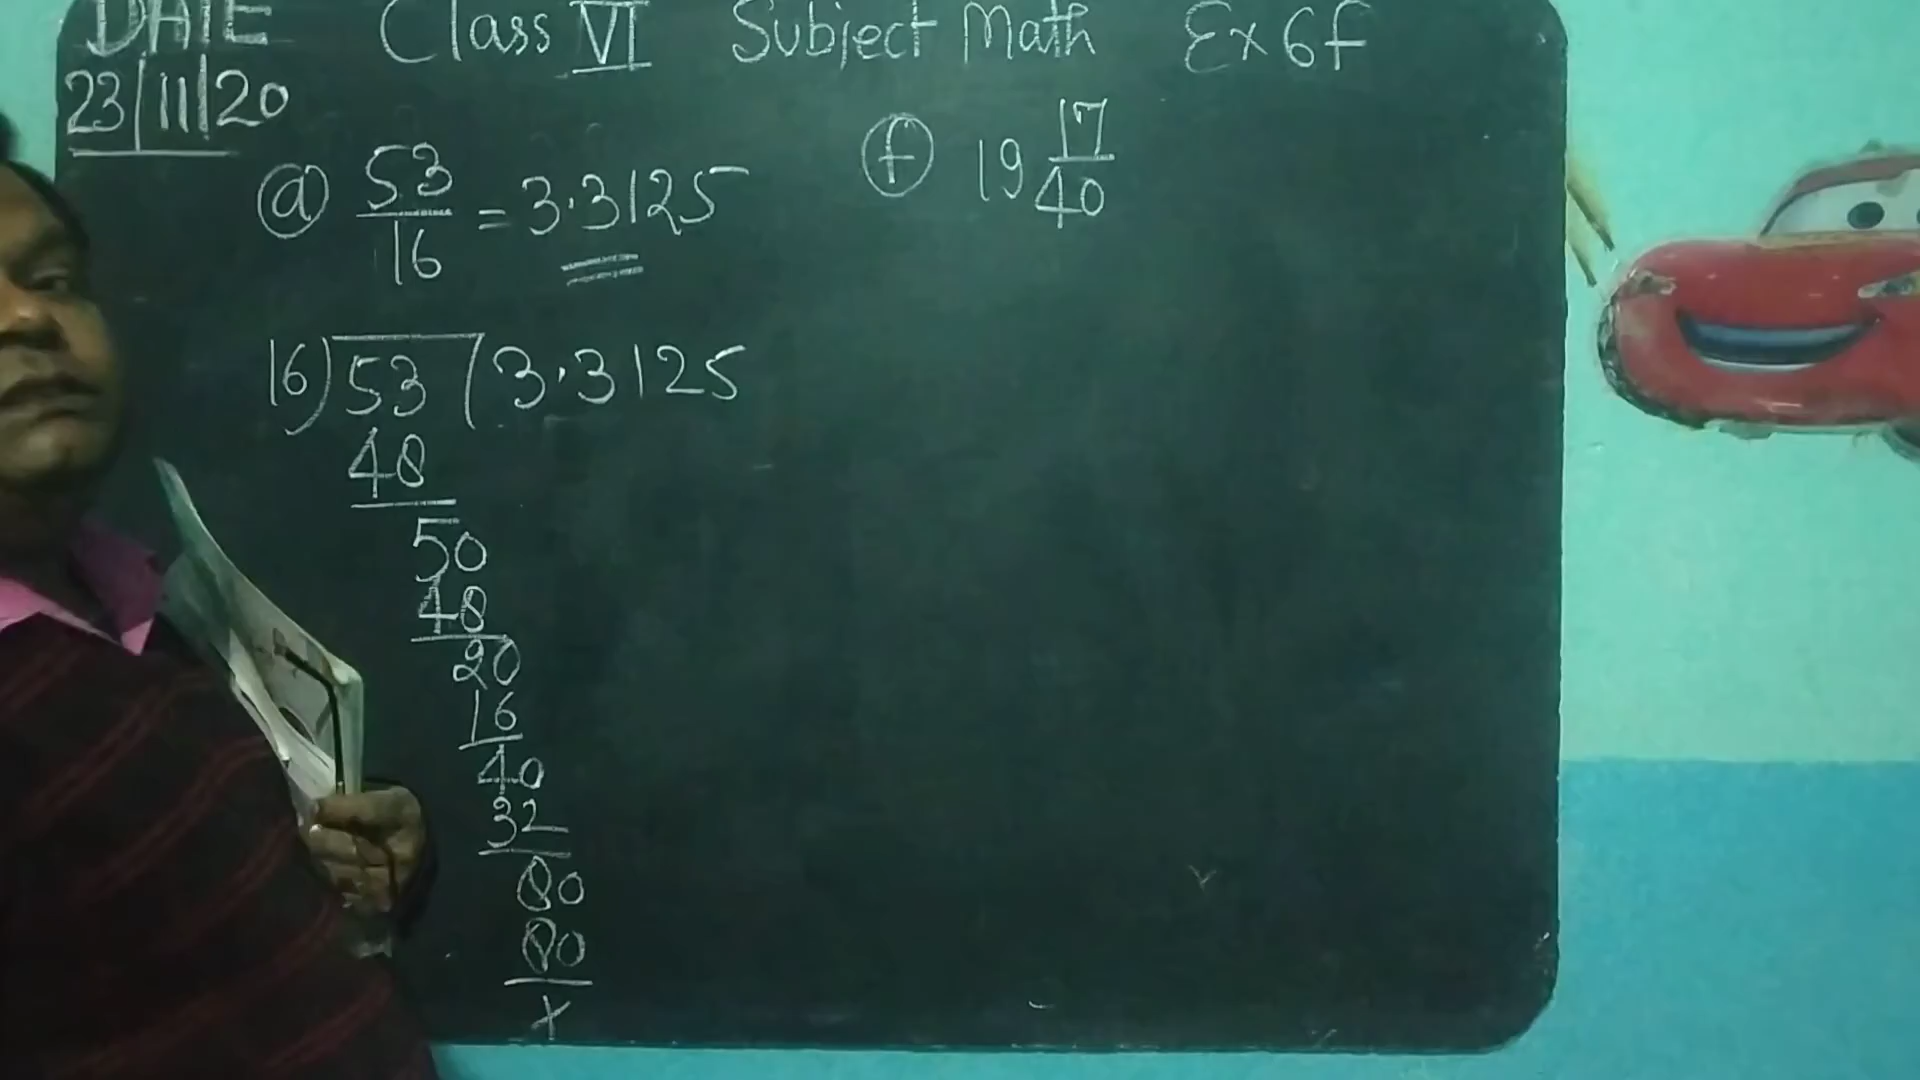 DATE Class VI Subject Math Ex 6f
23/11/20
(a) 53/16 = 3.3125
16) 53 (3.3125
48
50
48
20
16
40
32
80
80
x
(f) 19 17/40